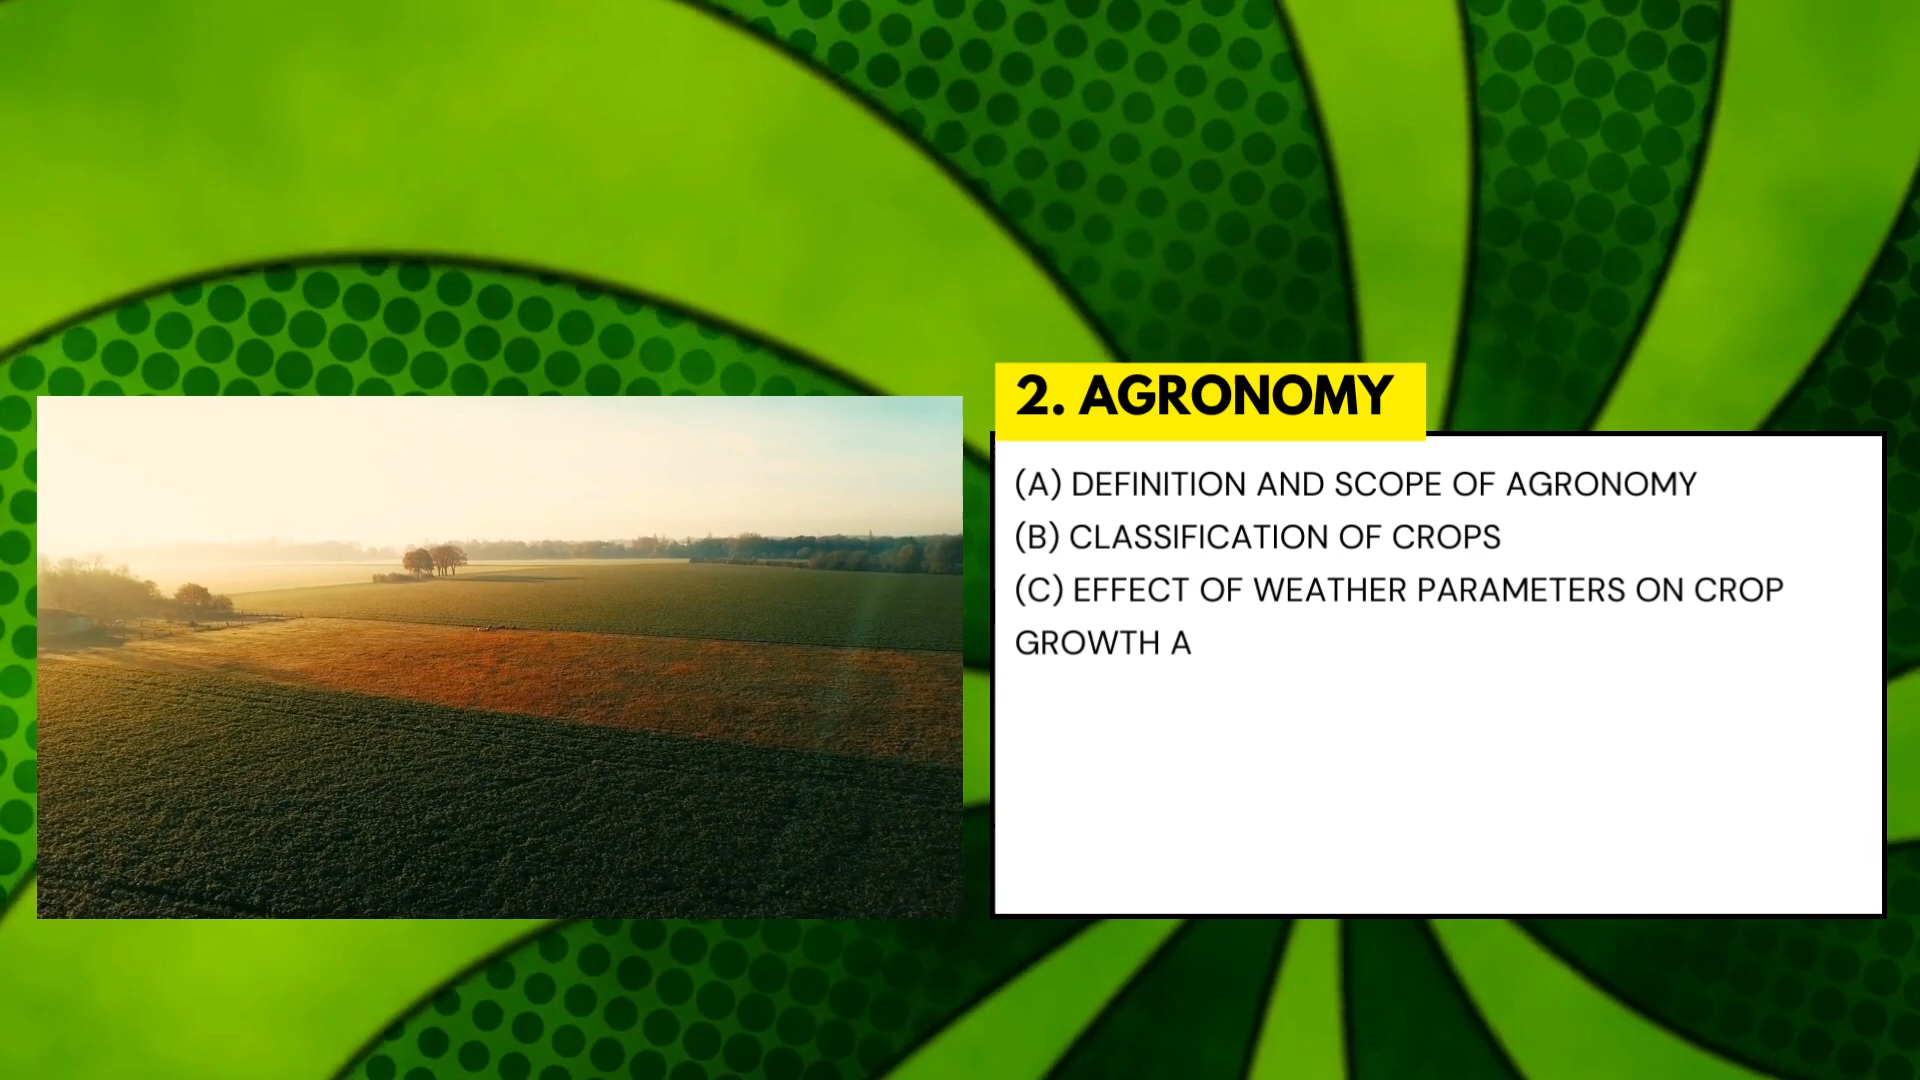 2. AGRONOMY
(A) DEFINITION AND SCOPE OF AGRONOMY
(B) CLASSIFICATION OF CROPS
(C) EFFECT OF WEATHER PARAMETERS ON CROP
GROWTH A